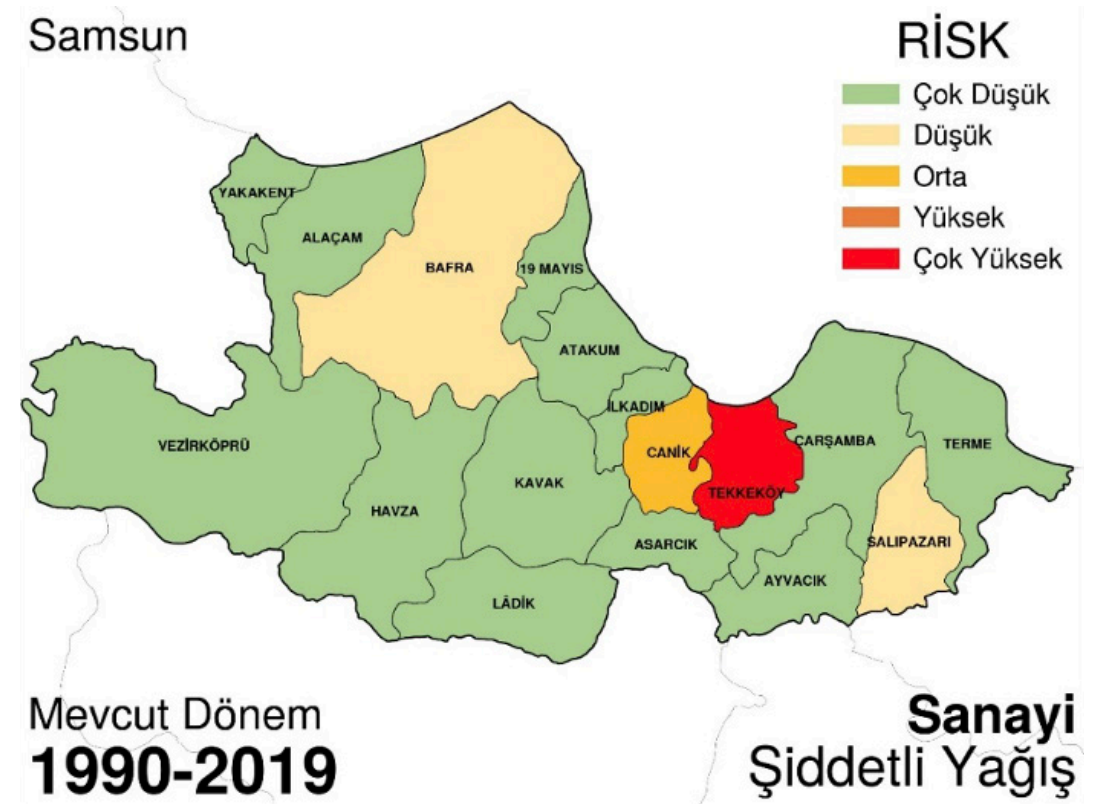 Samsun
RİSK
Çok Düşük
Düşük
Orta
Yüksek
Çok Yüksek
YAKAKENT
ALAÇAM
BAFRA
19 MAYIS
ATAKUM
İLKADIM
VEZİRKÖPRÜ
CANİK
ÇARŞAMBA
TERME
KAVAK
TEKKEKÖY
HAVZA
ASARCIK
SALIPAZARI
AYVACIK
LÂDİK
Mevcut Dönem
1990-2019
Sanayi
Şiddetli Yağış